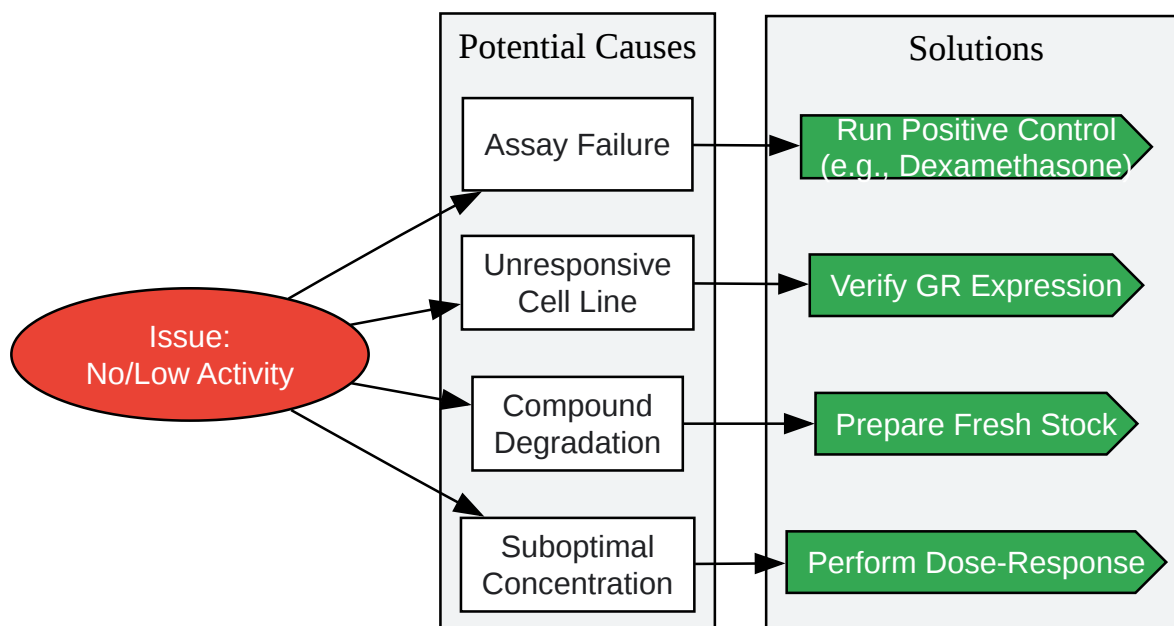 Potential Causes
Solutions
Assay Failure
Run Positive Control
(e.g., Dexamethasone)
Unresponsive
Cell Line
Verify GR Expression
Issue:
No/Low Activity
Compound
Degradation
Prepare Fresh Stock
Suboptimal
Concentration
Perform Dose-Response